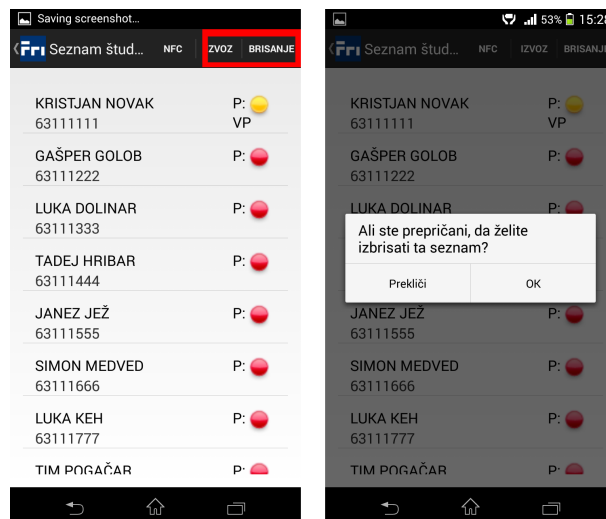 Saving screenshot...
Fri Seznam štud... NFC IZVOZ BRISANJE
KRISTJAN NOVAK P:
63111111 VP
GAŠPER GOLOB P:
63111222
LUKA DOLINAR P:
63111333
TADEJ HRIBAR P:
63111444
JANEZ JEŽ P:
63111555
SIMON MEDVED P:
63111666
LUKA KEH P:
63111777
TIM POGAČAR P:
53% 15:28
Fri Seznam štud... NFC IZVOZ BRISANJE
KRISTJAN NOVAK P:
63111111 VP
GAŠPER GOLOB P:
63111222
LUKA DOLINAR P:
Ali ste prepričani, da želite
izbrisati ta seznam?
Prekliči OK
JANEZ JEŽ P:
63111555
SIMON MEDVED P:
63111666
LUKA KEH P:
63111777
TIM POGAČAR P: